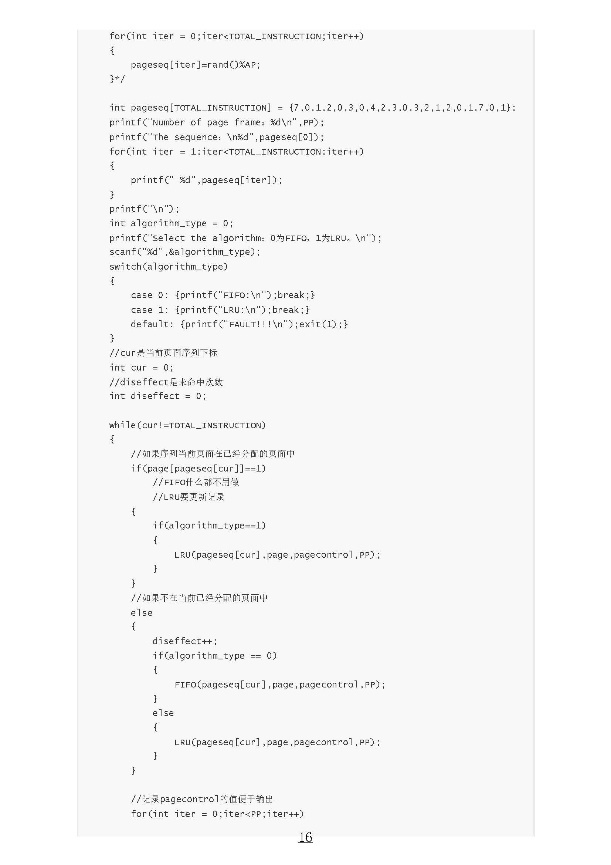 for(int iter = 0;iter<TOTAL_INSTRUCTION;iter++)
{
pageseq[iter]=rand()%AP;
}*/
int pageseq[TOTAL_INSTRUCTION] = {7,0,1,2,0,3,0,4,2,3,0,3,2,1,2,0,1,7,0,1};
printf("Number of page frame: %d\n",PP);
printf("The sequence: \n%d",pageseq[0]);
for(int iter = 1;iter<TOTAL_INSTRUCTION;iter++)
{
printf(" %d",pageseq[iter]);
}
printf("\n");
int algorithm_type = 0;
printf("Select the algorithm：0为FIFO，1为LRU。\n");
scanf("%d",&algorithm_type);
switch(algorithm_type)
{
case 0: {printf("FIFO:\n");break;}
case 1: {printf("LRU:\n");break;}
default: {printf("FAULT!!!\n");exit(1);}
}
//cur是当前页面序列下标
int cur = 0;
//diseffect是未命中次数
int diseffect = 0;
while(cur!=TOTAL_INSTRUCTION)
{
//如果序列当前页面在已经分配的页面中
if(page[pageseq[cur]]==1)
//FIFO什么都不用做
//LRU要更新记录
{
if(algorithm_type==1)
{
LRU(pageseq[cur],page,pagecontrol,PP);
}
}
//如果不在当前已经分配的页面中
else
{
diseffect++;
if(algorithm_type == 0)
{
FIFO(pageseq[cur],page,pagecontrol,PP);
}
else
{
LRU(pageseq[cur],page,pagecontrol,PP);
}
}
//记录pagecontrol的值便于输出
for(int iter = 0;iter<PP;iter++)
16